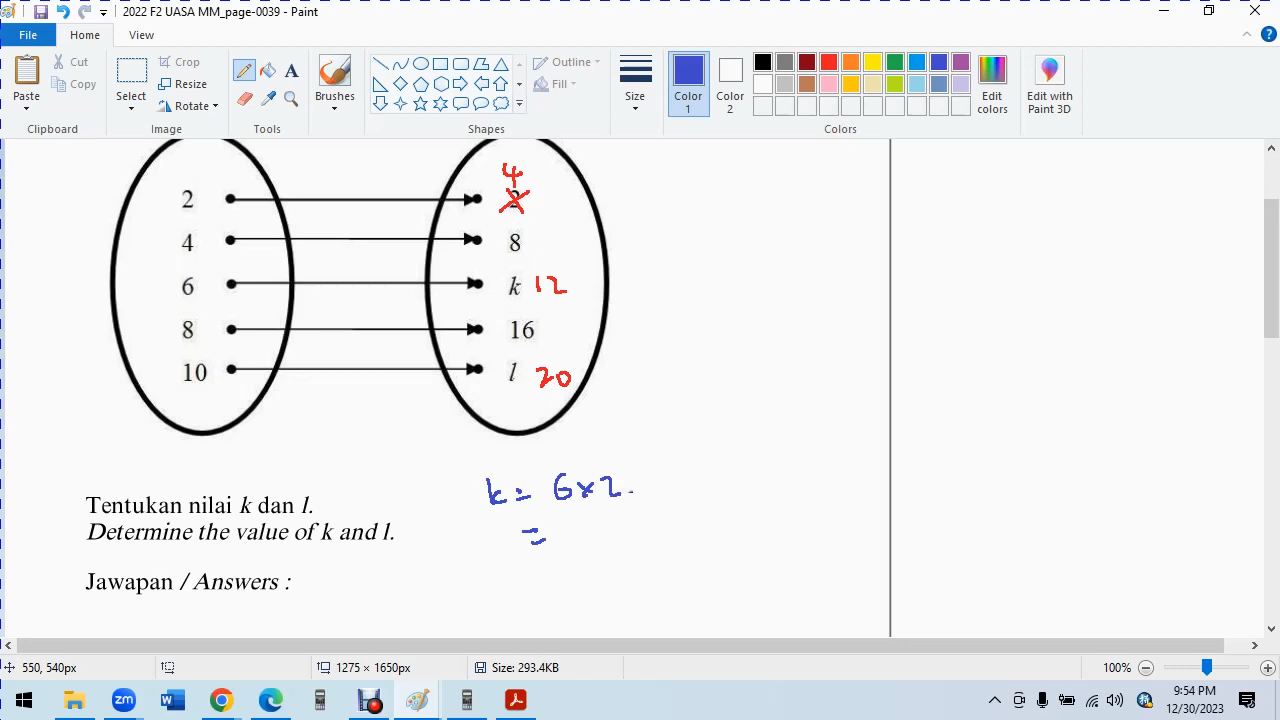 2022 F2 UASA MM_page-0039 - Paint
File Home View
Paste Cut Copy Clipboard
Select Crop Resize Rotate Image
Tools
Brushes
Outline Fill Shapes
Size
Color 1 Color 2 Edit colors Colors
Edit with Paint 3D
4
2 2
4 8
6 k 12
8 16
10 l 20
k = 6 × 2
=
Tentukan nilai k dan l.
Determine the value of k and l.
Jawapan / Answers :
550, 540px 1275 × 1650px Size: 293.4KB 100%
9:54 PM
12/30/2023